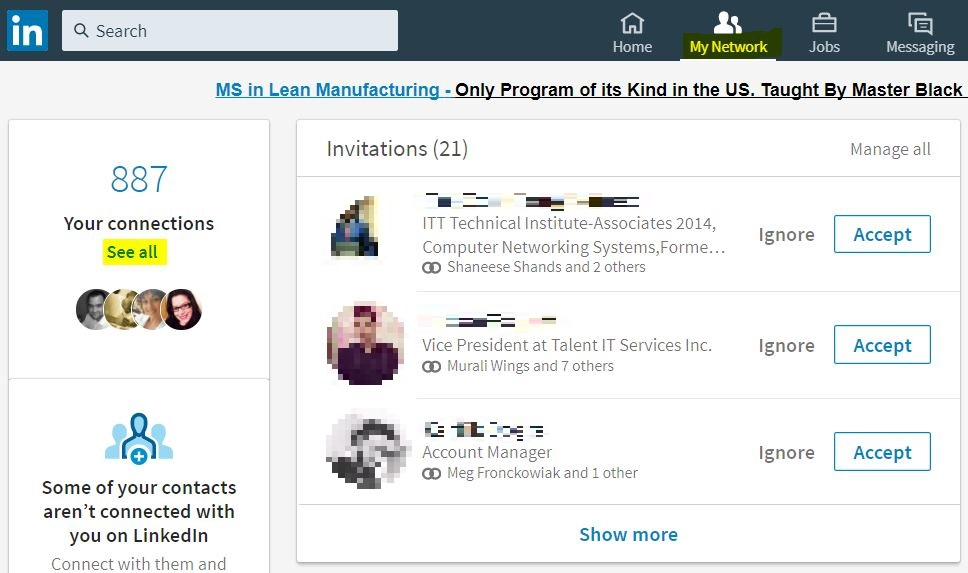 in
Search
Home
My Network
Jobs
Messaging
MS in Lean Manufacturing - Only Program of its Kind in the US. Taught By Master Black
887
Your connections
See all
Some of your contacts
aren’t connected with
you on LinkedIn
Connect with them and
Invitations (21)
Manage all
ITT Technical Institute-Associates 2014,
Computer Networking Systems,Forme…
Shaneese Shands and 2 others
Ignore
Accept
Vice President at Talent IT Services Inc.
Murali Wings and 7 others
Ignore
Accept
Account Manager
Meg Fronckowiak and 1 other
Ignore
Accept
Show more